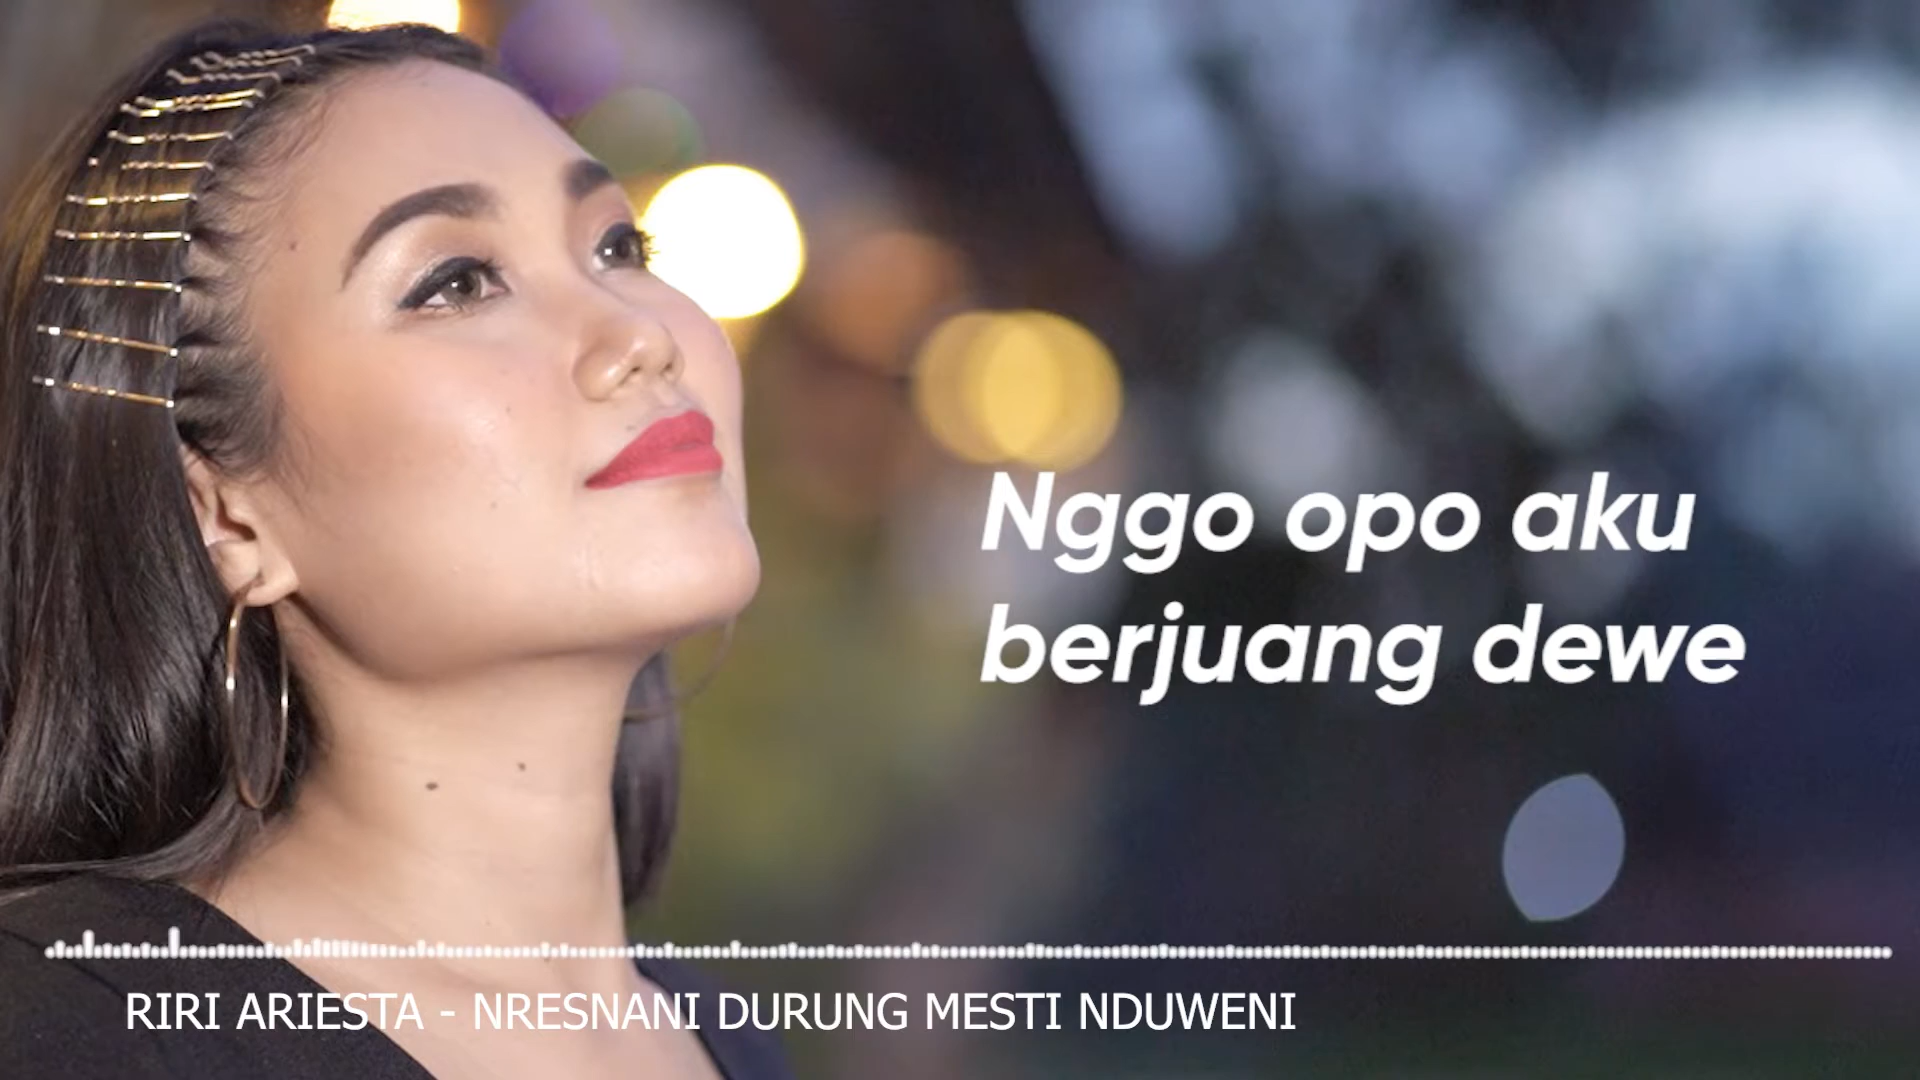 Nggo opo aku
berjuang dewe
RIRI ARIESTA - NRESNANI DURUNG MESTI NDUWENI